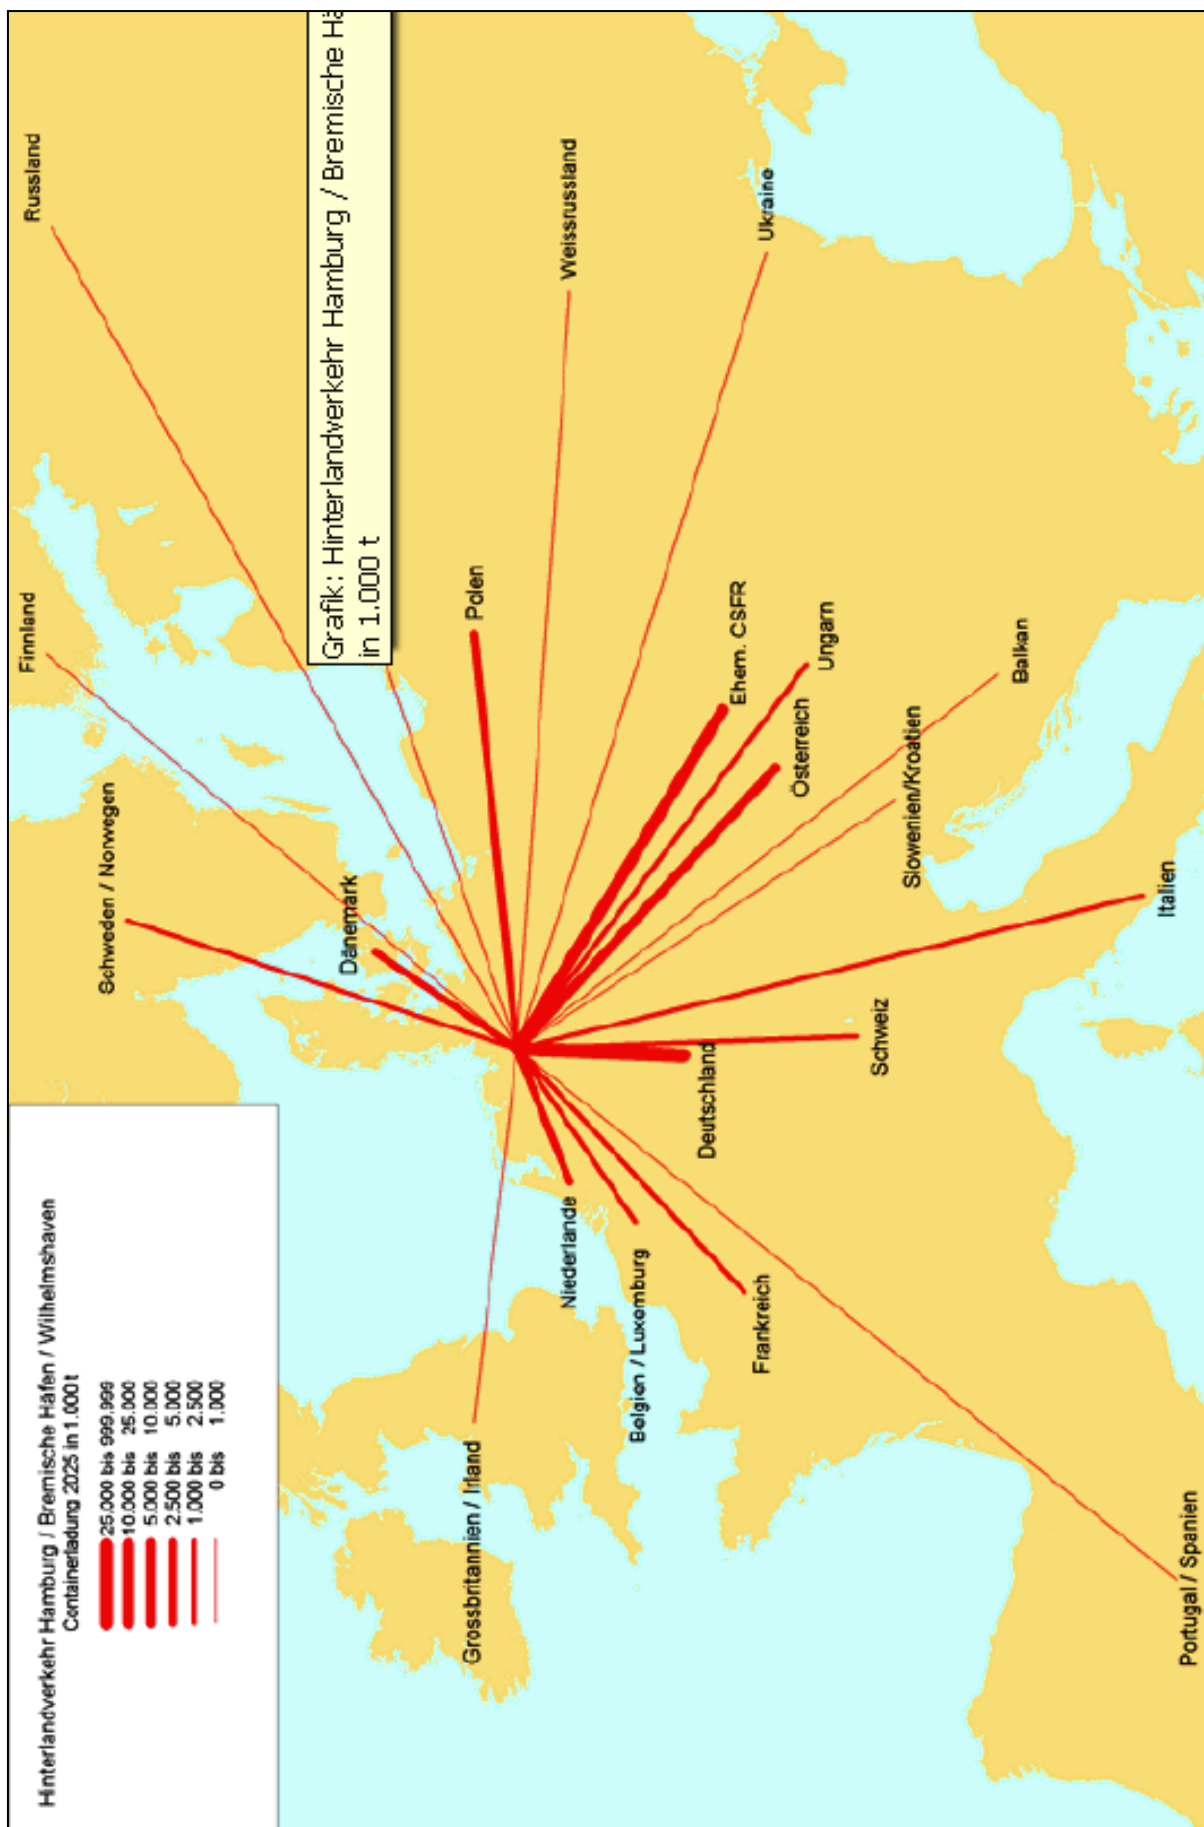 Hinterlandverkehr Hamburg / Bremische Häfen / Wilhelmshaven
Containerladung 2025 in 1.000 t
25.000 bis 999.999
10.000 bis 25.000
5.000 bis 10.000
2.500 bis 5.000
1.000 bis 2.500
0 bis 1.000
Finnland
Russland
Schweden / Norwegen
Dänemark
Grafik: Hinterlandverkehr Hamburg / Bremische Hä
in 1.000 t
Grossbritannien / Irland
Polen
Niederlande
Weissrussland
Belgien / Luxemburg
Deutschland
Ehem. CSFR
Ukraine
Frankreich
Österreich
Ungarn
Schweiz
Slowenien/Kroatien
Balkan
Italien
Portugal / Spanien